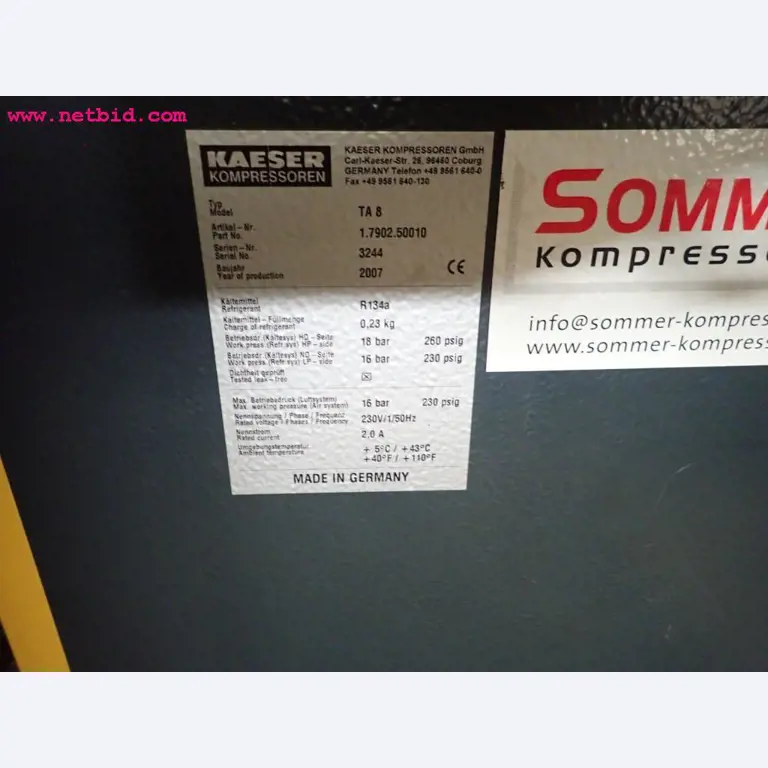 www.netbid.com
KAESER
KOMPRESSOREN
KAESER KOMPRESSOREN GmbH
Carl-Kaeser-Str. 26, 96450 Coburg
GERMANY Telefon +49 9561 640-0
Fax +49 9561 640-130
Typ
Model TA 8
Artikel-Nr.
Part No. 1.7902.50010
Serien-Nr.
Serial No. 3244
Baujahr
Year of production 2007 CE
Kältemittel
Refrigerant R134a
Kältemittel-Füllmenge
Charge of refrigerant 0,23 kg
Betriebsdr.(Kältesys) HD-Seite
Work press.(Refr.sys) HP-side 18 bar 260 psig
Betriebsdr.(Kältesys) ND-Seite
Work press.(Refr.sys) LP-side 16 bar 230 psig
Dichtheit geprüft
Tested leak-free ☒
Max. Betriebsdruck (Luftsystem)
Max. working pressure (Air system) 16 bar 230 psig
Nennspannung / Phase / Frequenz
Rated voltage / Phases / Frequency 230V/1/50Hz
Nennstrom
Rated current 2,0 A
Umgebungstemperatur
Ambient temperature + 5°C / +43°C
+40°F / +110°F
MADE IN GERMANY
SOMM
Kompress
info@sommer-kompres
www.sommer-kompress